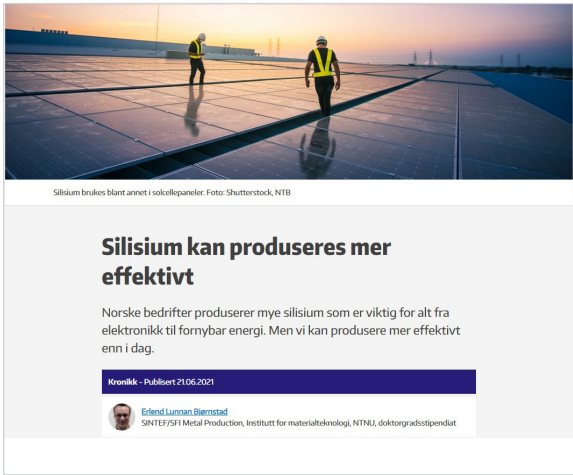 Silisium brukes blant annet i solcellepaneler. Foto: Shutterstock, NTB
Silisium kan produseres mer
effektivt
Norske bedrifter produserer mye silisium som er viktig for alt fra
elektronikk til fornybar energi. Men vi kan produsere mer effektivt
enn i dag.
Kronikk - Publisert 21.06.2021
Erlend Lunnan Bjørnstad
SINTEF/SFI Metal Production, Institutt for materialteknologi, NTNU, doktorgradsstipendiat